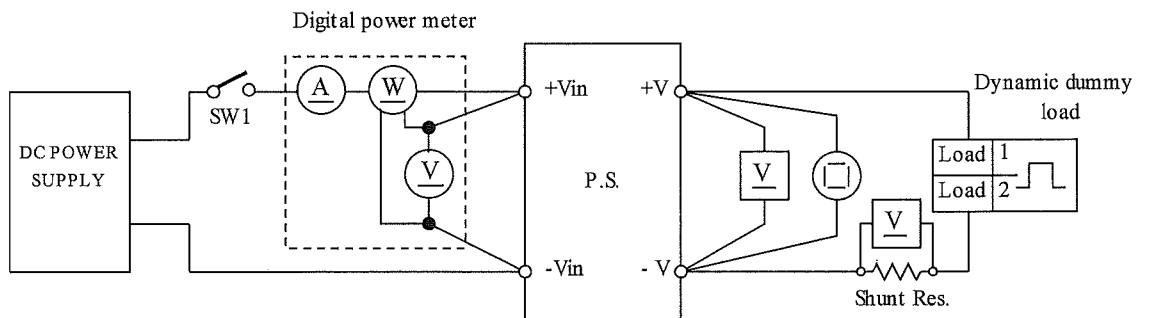 Digital power meter
DC POWER
SUPPLY
SW1
A
W
V
+Vin
-Vin
P.S.
+V
- V
V
V
Shunt Res.
Dynamic dummy
load
Load 1
Load 2